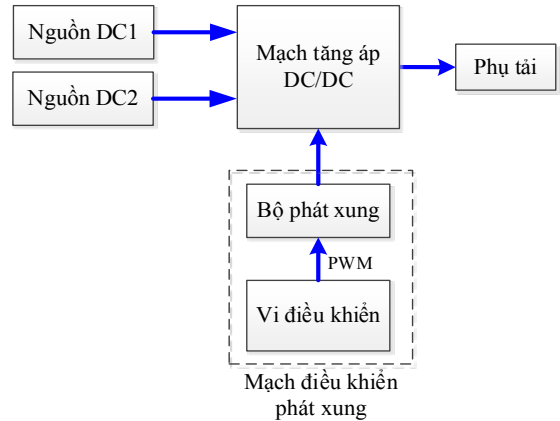 Nguồn DC1
Nguồn DC2
Mạch tăng áp
DC/DC
Phụ tải
Bộ phát xung
PWM
Vi điều khiển
Mạch điều khiển
phát xung